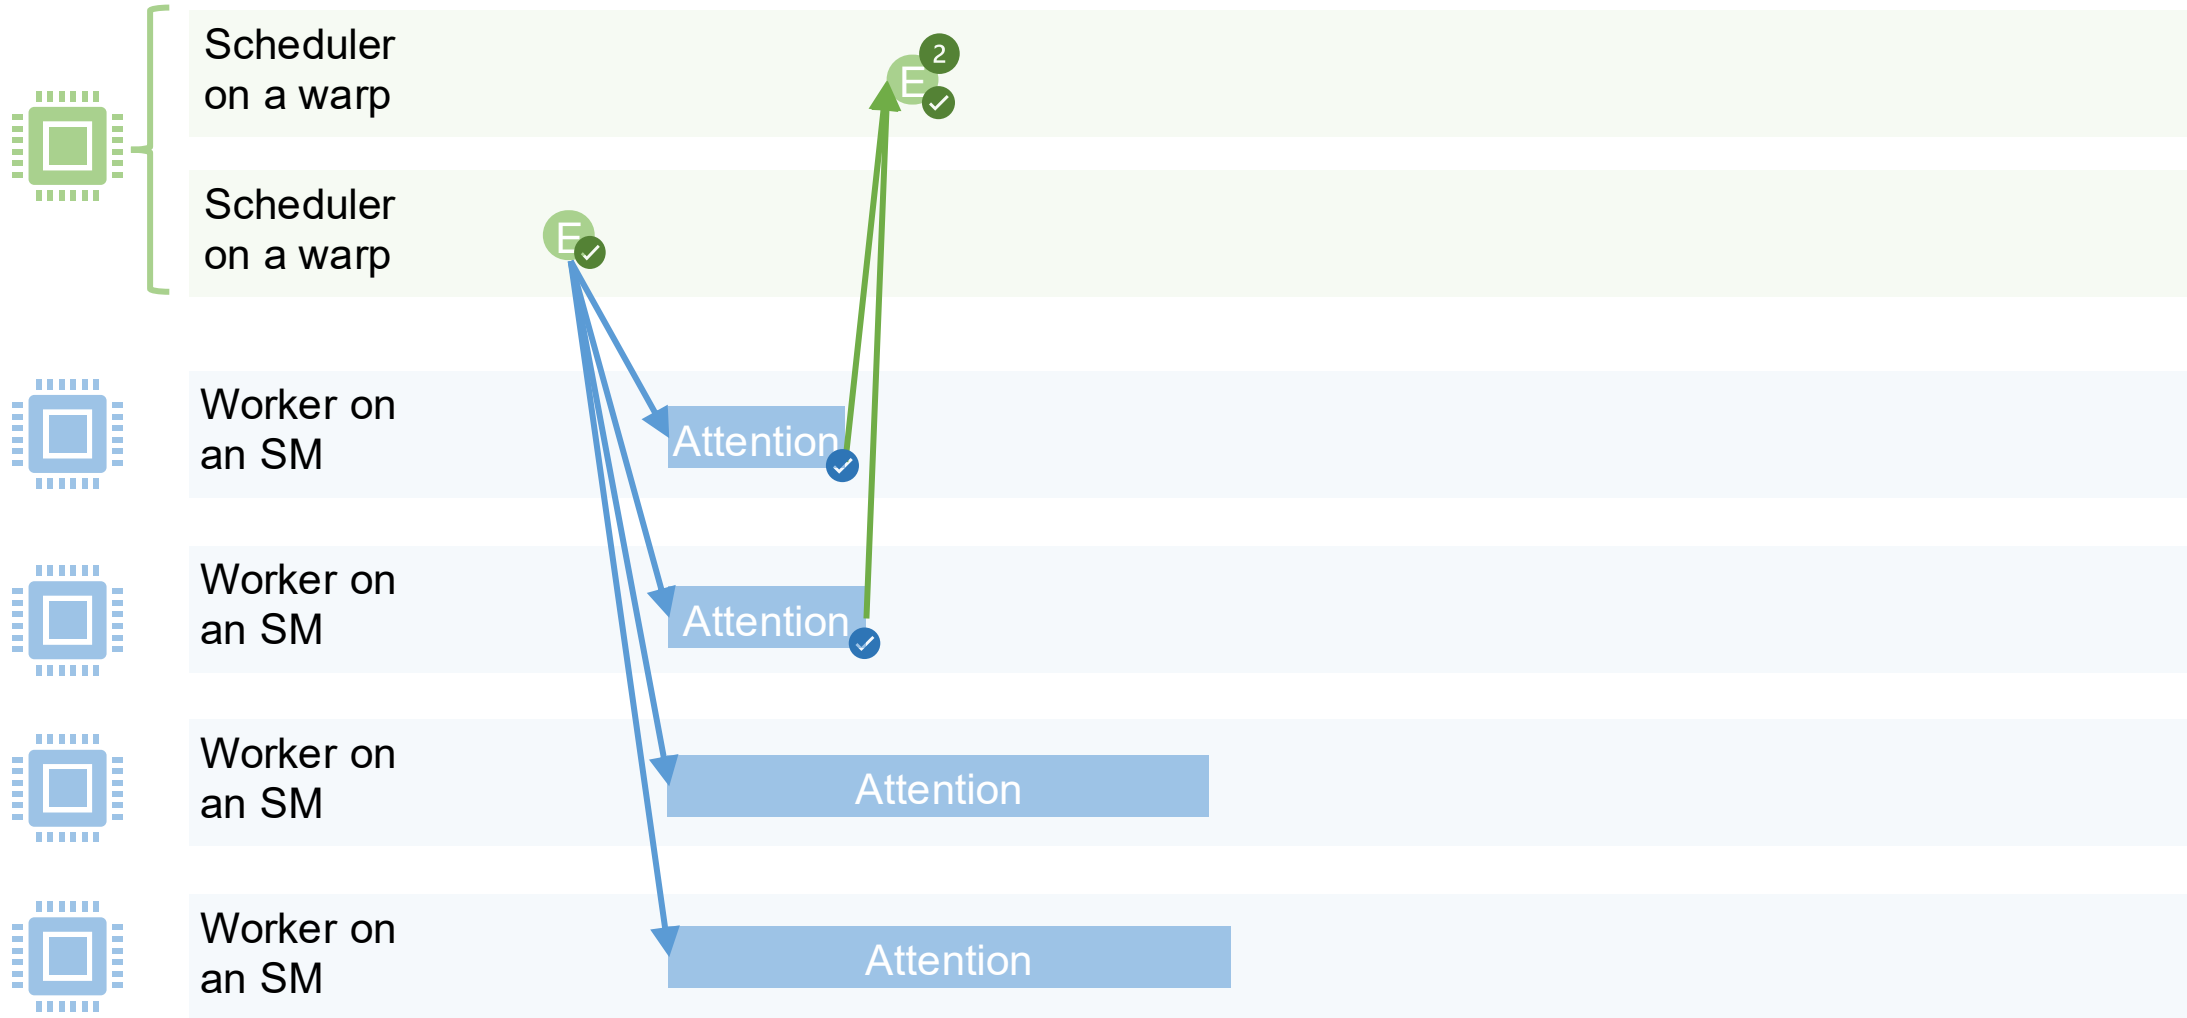 Scheduler
on a warp
E
2
Scheduler
on a warp
E
Worker on
an SM
Attention
Worker on
an SM
Attention
Worker on
an SM
Attention
Worker on
an SM
Attention